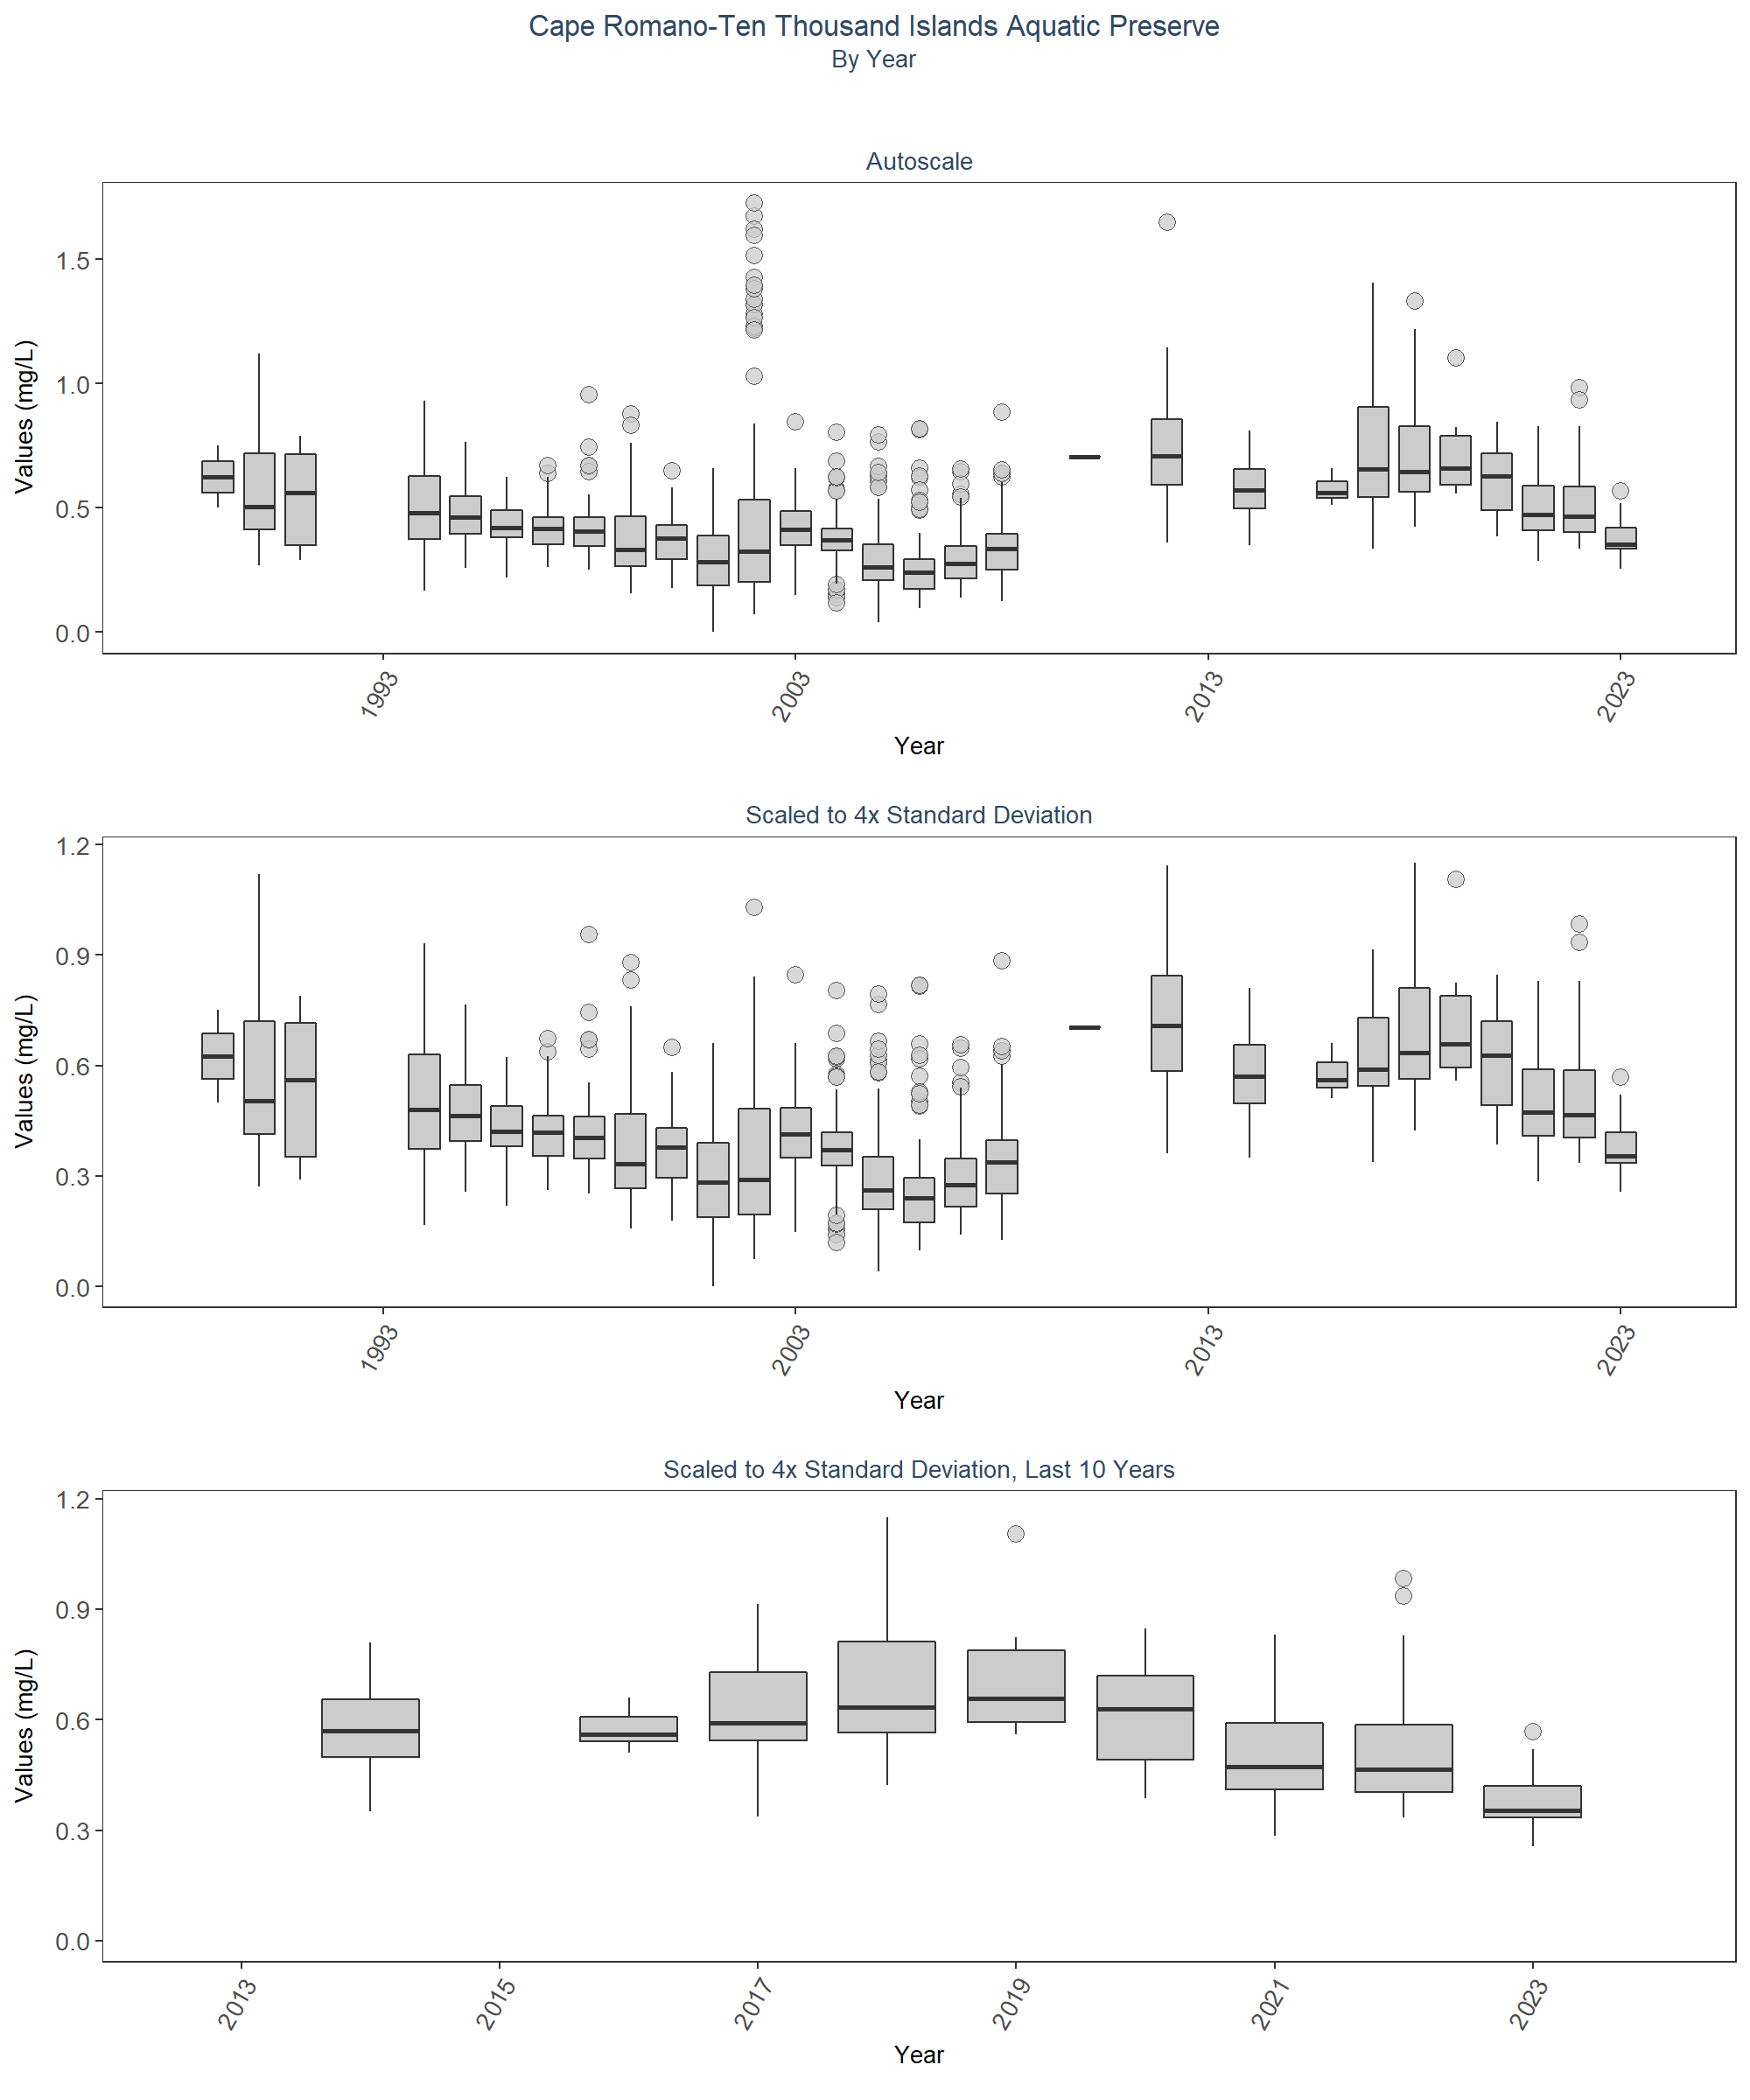 Cape Romano-Ten Thousand Islands Aquatic Preserve
By Year
Autoscale
Values (mg/L)
1.5
1.0
0.5
0.0
1993
2003
2013
2023
Year
Scaled to 4x Standard Deviation
Values (mg/L)
1.2
0.9
0.6
0.3
0.0
1993
2003
2013
2023
Year
Scaled to 4x Standard Deviation, Last 10 Years
Values (mg/L)
1.2
0.9
0.6
0.3
0.0
2013
2015
2017
2019
2021
2023
Year